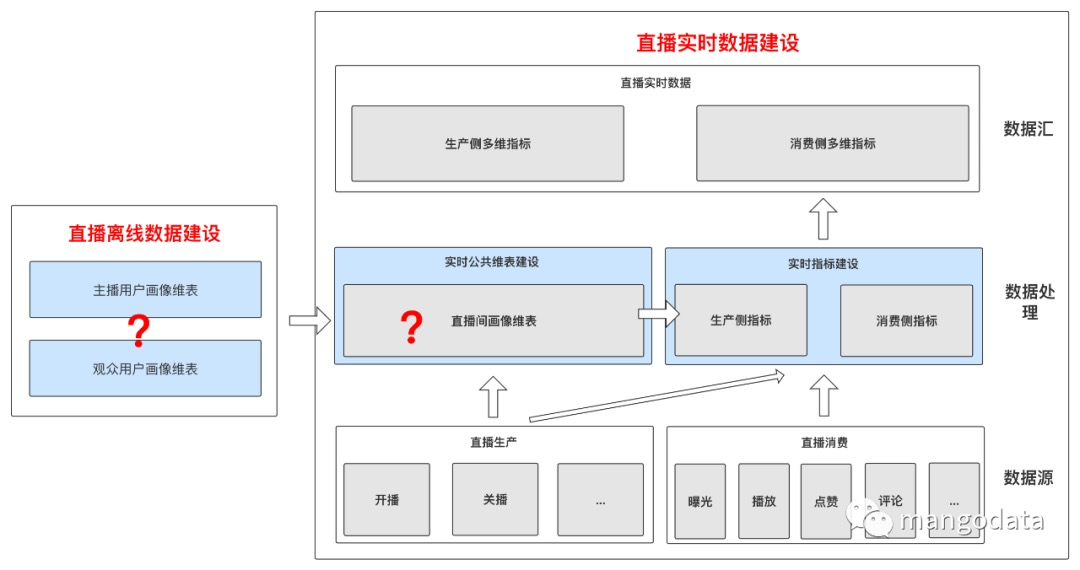 直播实时数据建设
直播实时数据
生产侧多维指标
消费侧多维指标
数据汇
直播离线数据建设
主播用户画像维表
?
观众用户画像维表
实时公共维表建设
?
直播间画像维表
实时指标建设
生产侧指标
消费侧指标
数据处
理
直播生产
开播
关播
...
直播消费
曝光
播放
点赞
评论
...
数据源
mangodata